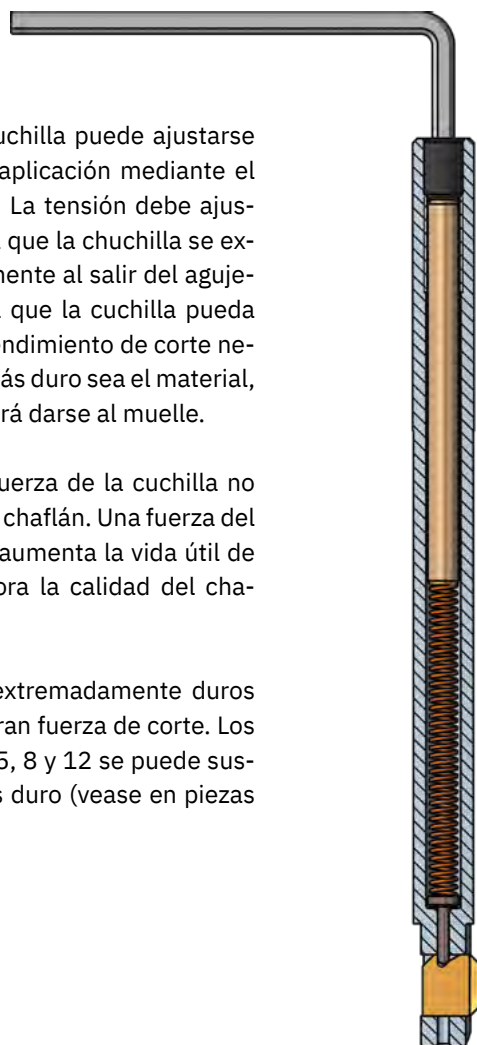 uchilla puede ajustarse
aplicación mediante el
La tensión debe ajus-
que la chuchilla se ex-
mente al salir del aguje-
que la cuchilla pueda
endimiento de corte ne-
ás duro sea el material,
rá darse al muelle.
uerza de la cuchilla no
chaflán. Una fuerza del
aumenta la vida útil de
ora la calidad del cha-
extremadamente duros
ran fuerza de corte. Los
5, 8 y 12 se puede sus-
s duro (vease en piezas